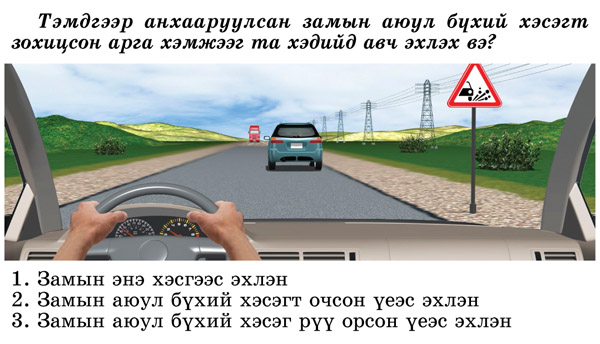 Тэмдгээр анхааруулсан замын аюул бүхий хэсэгт
зохицсон арга хэмжээг та хэдийд авч эхлэх вэ?
1. Замын энэ хэсгээс эхлэн
2. Замын аюул бүхий хэсэгт очсон үеэс эхлэн
3. Замын аюул бүхий хэсэг рүү орсон үеэс эхлэн